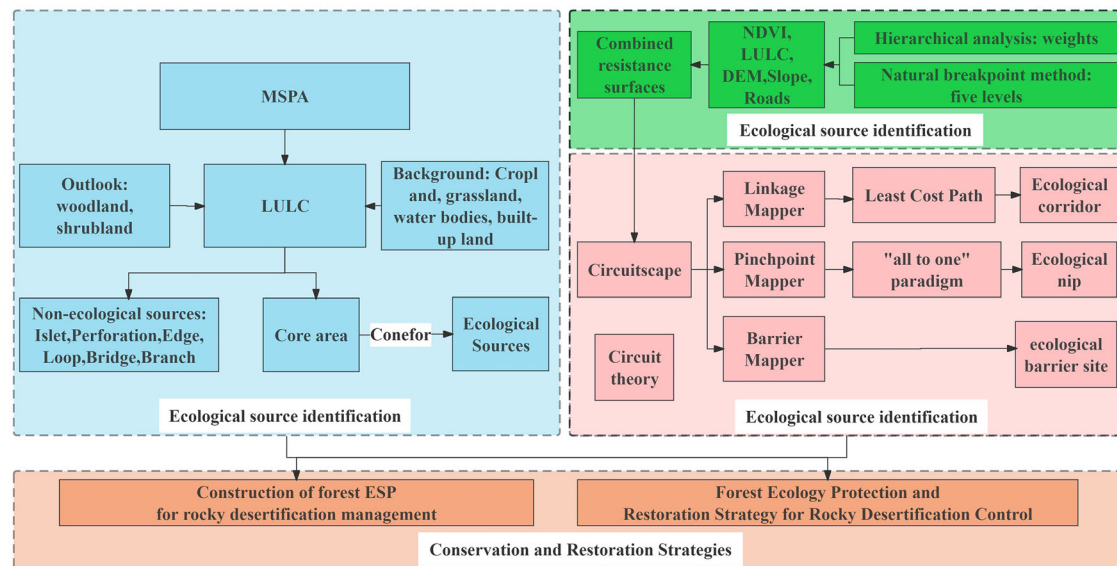 MSPA
Outlook:
woodland,
shrubland
LULC
Background: Cropl
and, grassland,
water bodies, built-
up land
Non-ecological sources:
Islet,Perforation,Edge,
Loop,Bridge,Branch
Core area
Conefor
Ecological
Sources
Ecological source identification
Combined
resistance
surfaces
NDVI,
LULC,
DEM,Slope,
Roads
Hierarchical analysis: weights
Natural breakpoint method:
five levels
Ecological source identification
Circuitscape
Circuit
theory
Linkage
Mapper
Least Cost Path
Ecological
corridor
Pinchpoint
Mapper
"all to one"
paradigm
Ecological
nip
Barrier
Mapper
ecological
barrier site
Ecological source identification
Construction of forest ESP
for rocky desertification management
Forest Ecology Protection and
Restoration Strategy for Rocky Desertification Control
Conservation and Restoration Strategies